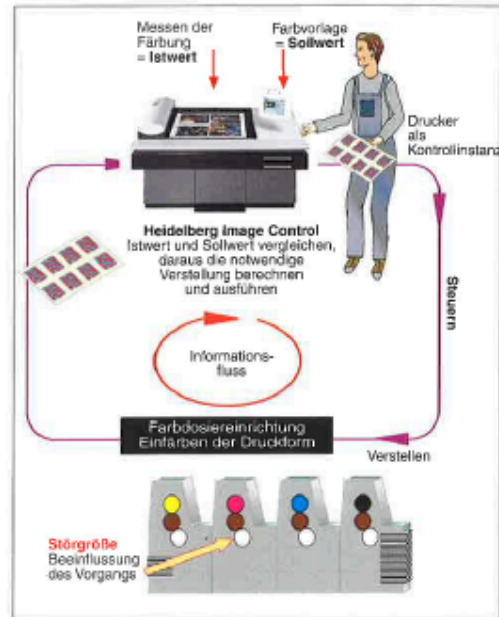 Messen der
Färbung
= Istwert
Farbvorlage
= Sollwert
Drucker
als
Kontrollinstanz
Heidelberg Image Control
Istwert und Sollwert vergleichen,
daraus die notwendige
Verstellung berechnen
und ausführen
Steuern
Informations-
fluss
Farbdosiereinrichtung
Einfärben der Druckform
Verstellen
Störgröße
Beeinflussung
des Vorgangs